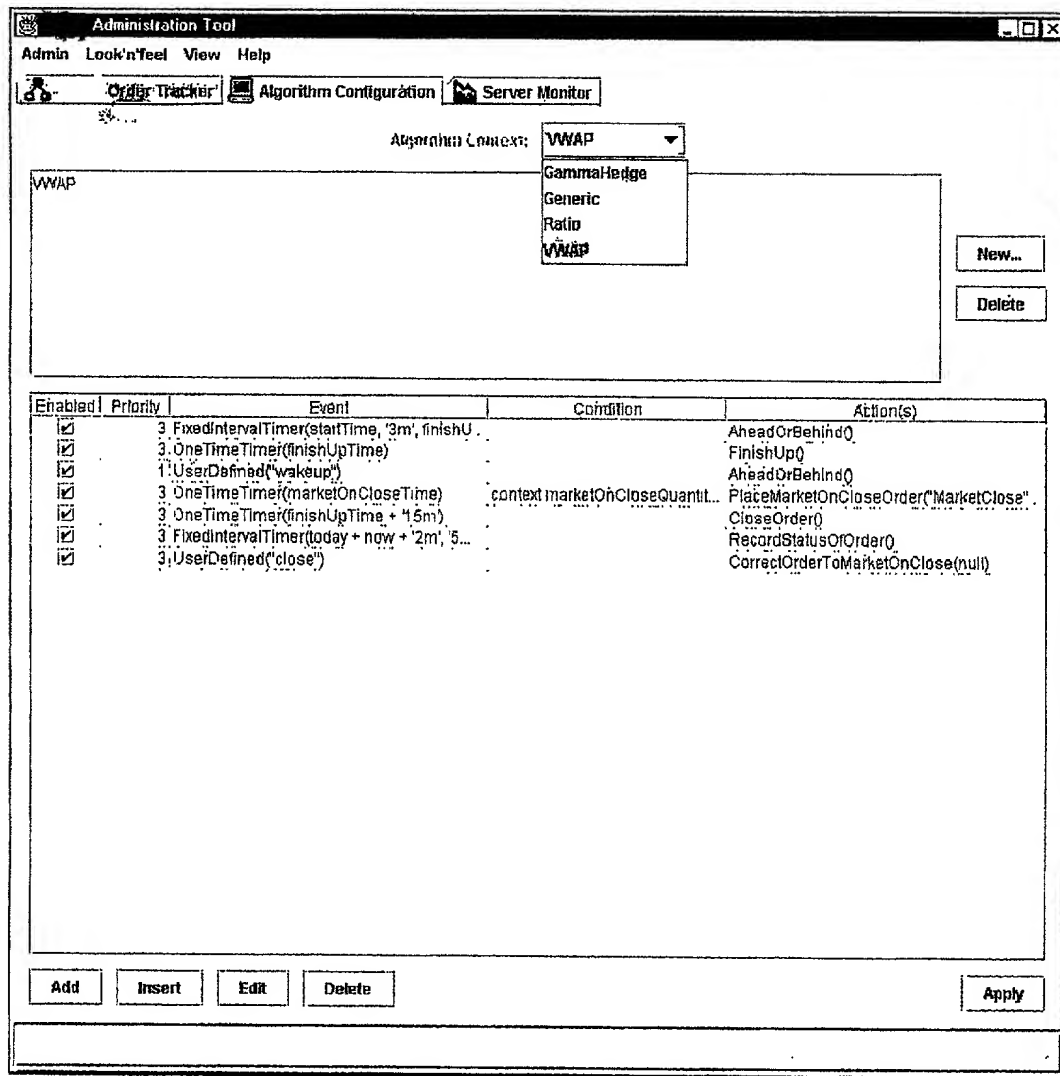 Administration Tool
Admin Look'n'feel View Help
Order Tracker Algorithm Configuration Server Monitor
Algorithm Context: VWAP
GammaHedge
Generic
Ratio
VWAP
VWAP
New...
Delete
Enabled Priority Event Condition Action(s)
3 FixedIntervalTimer(startTime, '3m', finishU... AheadOrBehind()
3 OneTimeTimer(finishUpTime) FinishUp()
1 UserDefined("wakeup") AheadOrBehind()
3 OneTimeTimer(marketOnCloseTime) context.marketOnCloseQuantit... PlaceMarketOnCloseOrder("MarketClose"...
3 OneTimeTimer(finishUpTime + '15m') CloseOrder()
3 FixedIntervalTimer(today + now + '2m', '5... RecordStatusOfOrder()
3 UserDefined("close") CorrectOrderToMarketOnClose(null)
Add Insert Edit Delete Apply